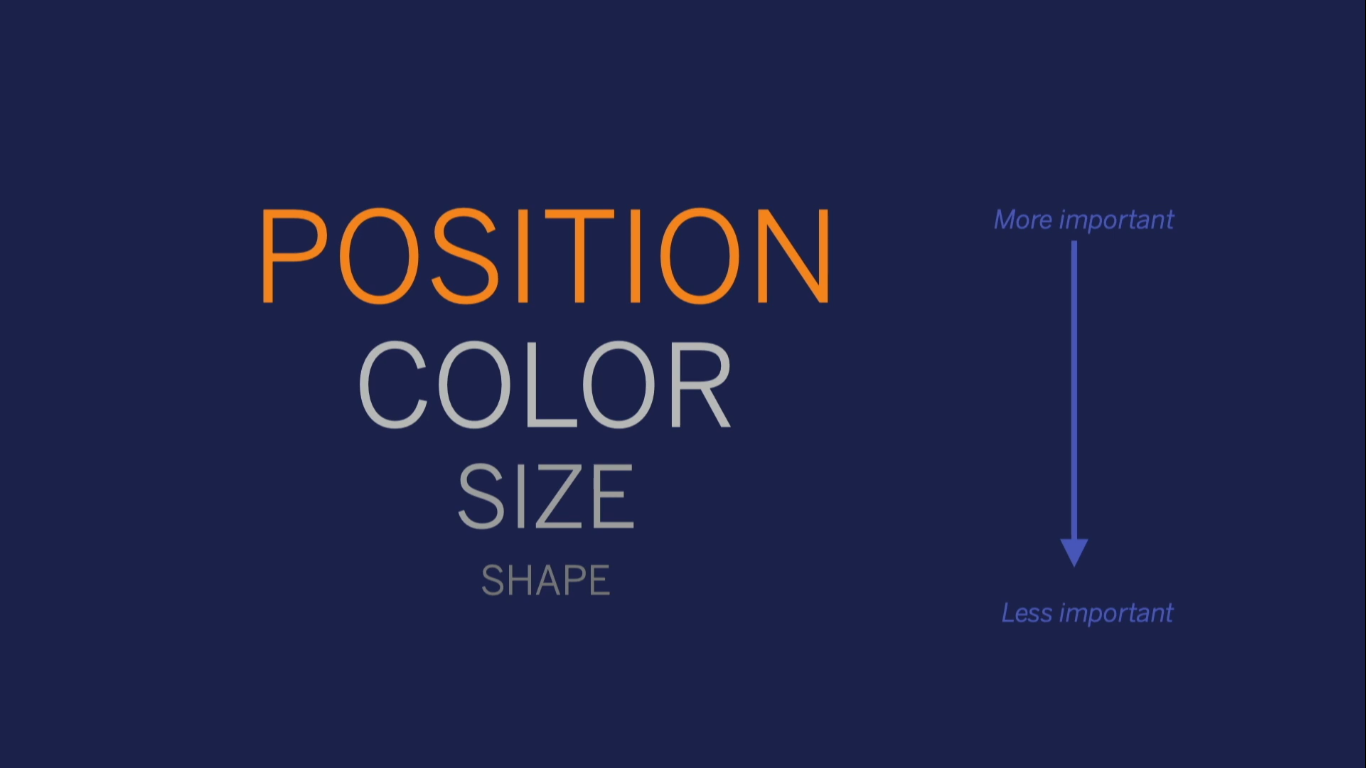 POSITION
COLOR
SIZE
SHAPE
More important
Less important